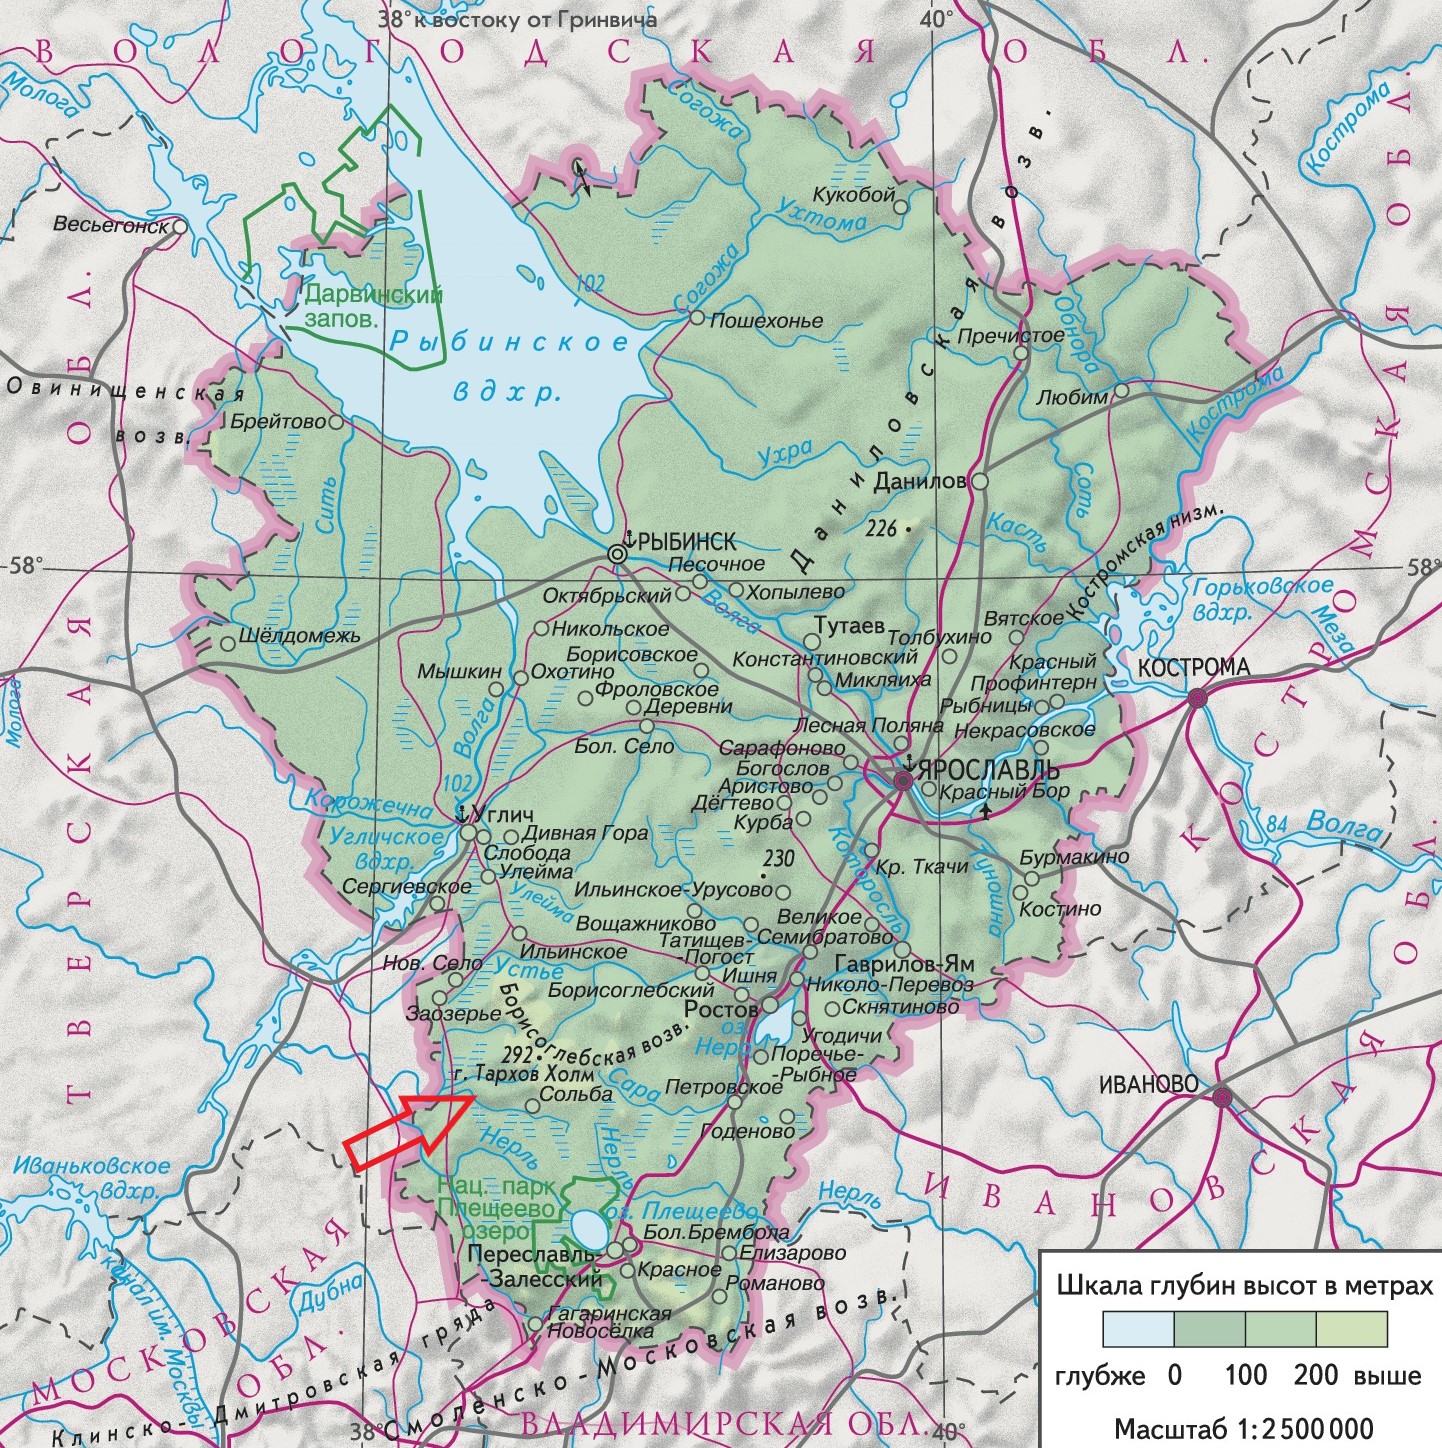 38° к востоку от Гринвича
40°
ВОЛОГОДСКАЯ ОБЛ.
Молога
Согожа
Кострома
Кукобой
Ухтома
Весьегонск
Согожа
102
Дарвинский
запов.
Пошехонье
Обнора
Пречистое
Рыбинское
вдхр.
Овинищенская
возв.
Любим
Кострома
Брейтово
Ухра
Даниловская возв.
Данилов
Сить
Соть
226
Касть
Костромская низм.
58°
РЫБИНСК
58°
Песочное
Октябрьский
Хопылево
Волга
Горьковское
вдхр.
Меза
Никольское
Тутаев
Вятское
Толбухино
Шёлдомежь
Борисовское
Константиновский
Красный
Профинтерн
КОСТРОМА
Мышкин
Охотино
Микляиха
Фроловское
Деревни
Рыбницы
Молога
Волга
Лесная Поляна
Некрасовское
Бол. Село
Сарафоново
Богослов
ЯРОСЛАВЛЬ
102
Аристово
Красный Бор
Корожечна
Дёгтево
Углич
Курба
84
Волга
Угличское
вдхр.
Дивная Гора
Слобода
Которосль
Туношна
230
Кр. Ткачи
Бурмакино
Улейма
Сергиевское
Ильинское-Урусово
Улейма
Костино
Вощажниково
Великое
Татищев-
-Погост
Семибратово
Ильинское
Нов. Село
Устье
Ишня
Гаврилов-Ям
Борисоглебский
Николо-Перевоз
Заозерье
Ростов
Скнятиново
Борисоглебская возв.
оз.
Неро
Угодичи
292
г. Тархов Холм
Поречье-
-Рыбное
Сольба
Сара
Петровское
ИВАНОВО
Годеново
Нерль
Нерль
Иваньковское
вдхр.
Нац. парк
Плещеево
озеро
оз. Плещеево
Нерль
Бол.Брембола
Переславль-
-Залесский
Елизарово
Красное
Романово
канал им. Москвы
Дубна
Гагаринская
Новосёлка
Клинско-Дмитровская гряда
Смоленско-Московская возв.
ТВЕРСКАЯ ОБЛ.
МОСКОВСКАЯ
ОБЛ.
ВЛАДИМИРСКАЯ ОБЛ.
ИВАНОВСКАЯ ОБЛ.
КОСТРОМСКАЯ ОБЛ.
38°
40°
Шкала глубин высот в метрах
глубже 0 100 200 выше
Масштаб 1:2 500 000